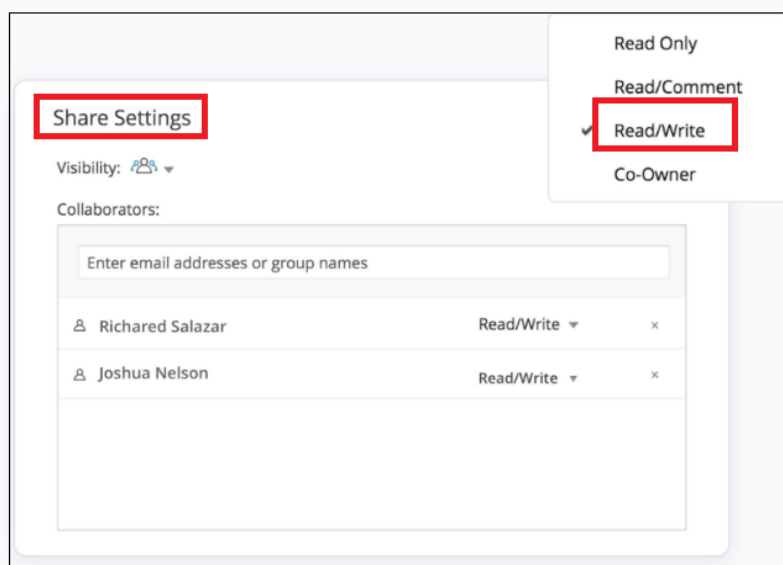 Read Only
Read/Comment
Read/Write
Co-Owner
Share Settings
Visibility:
Collaborators:
Enter email addresses or group names
Richared Salazar Read/Write ×
Joshua Nelson Read/Write ×